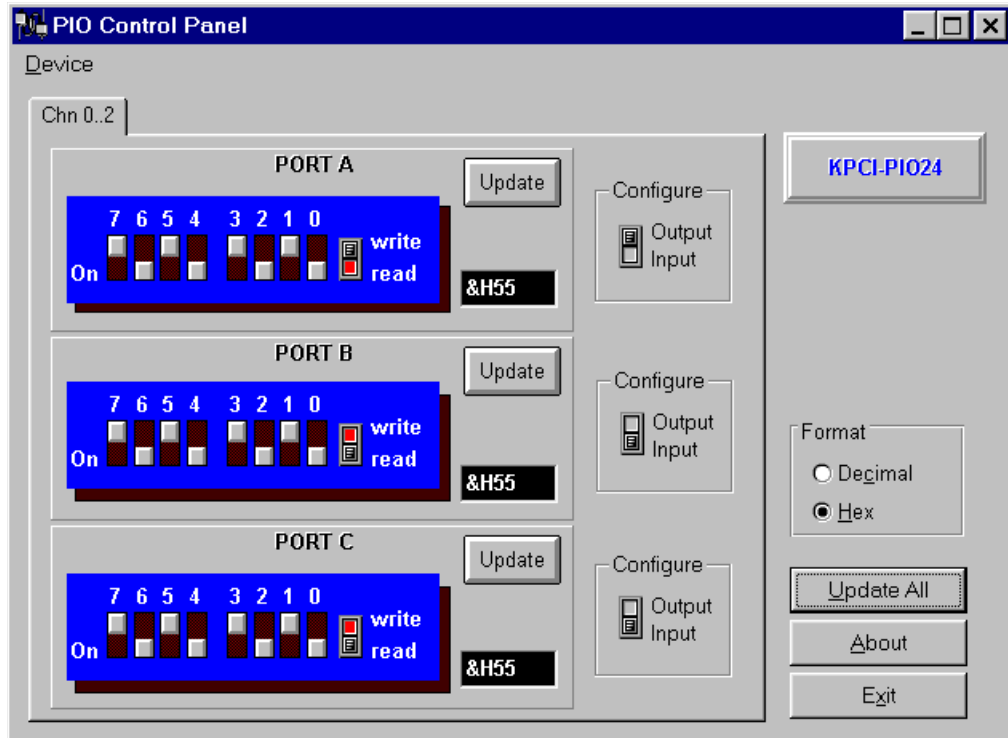 PIO Control Panel
Device
Chn 0..2
PORT A
Update
7 6 5 4 3 2 1 0
write
On
read
&H55
Configure
Output
Input
KPCI-PIO24
PORT B
Update
7 6 5 4 3 2 1 0
write
On
read
&H55
Configure
Output
Input
Format
Decimal
Hex
PORT C
Update
7 6 5 4 3 2 1 0
write
On
read
&H55
Configure
Output
Input
Update All
About
Exit